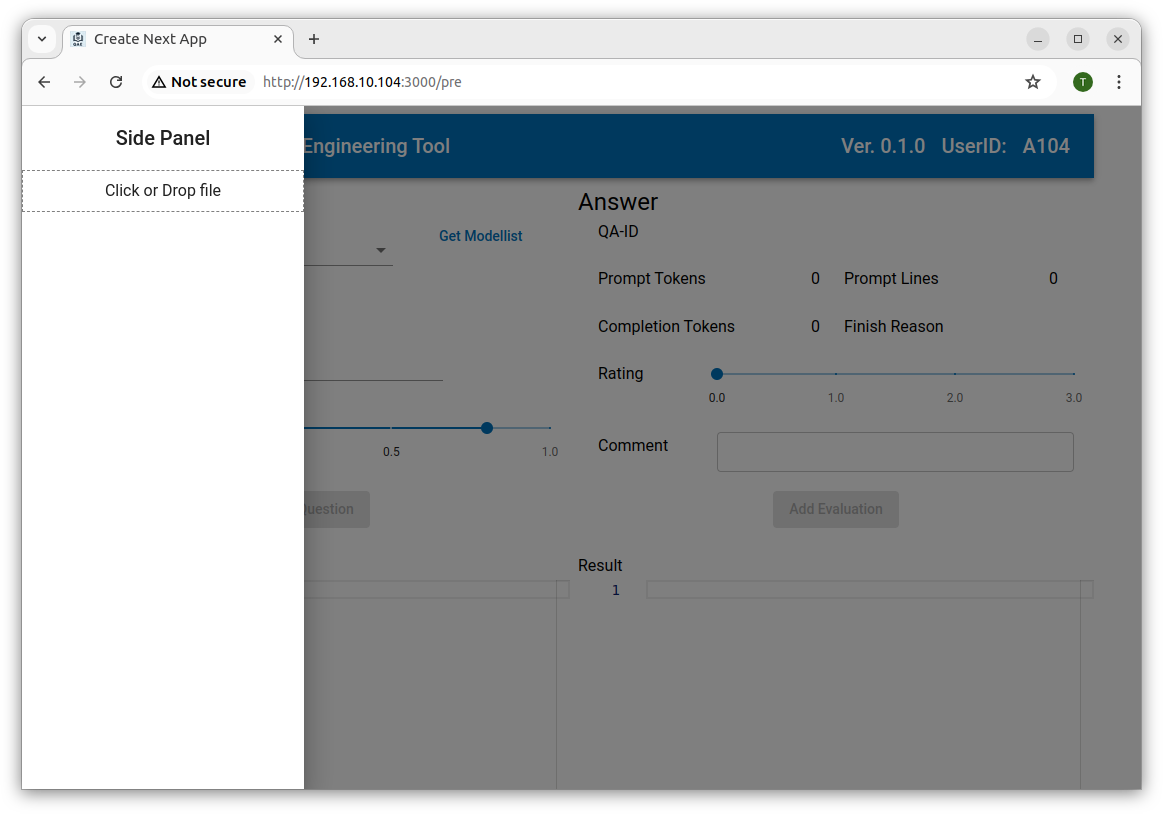 Create Next App
Not secure http://192.168.10.104:3000/pre
T
Side Panel
Click or Drop file
Engineering Tool
Ver. 0.1.0 UserID: A104
Get Modellist
0.5 1.0
uestion
Answer
QA-ID
Prompt Tokens 0 Prompt Lines 0
Completion Tokens 0 Finish Reason
Rating
0.0 1.0 2.0 3.0
Comment
Add Evaluation
Result
1